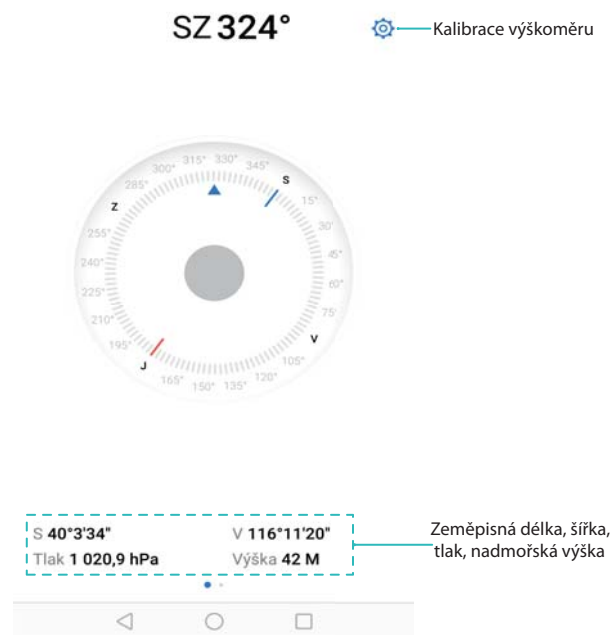 SZ 324°
Kalibrace výškoměru
315° 330° 345° S 15° 30° 45° 60° 75° V 105° 120° 135° 150° 165° J 195° 210° 225° 240° 255° Z 285° 300°
S 40°3'34" V 116°11'20"
Tlak 1 020,9 hPa Výška 42 M
Zeměpisná délka, šířka,
tlak, nadmořská výška